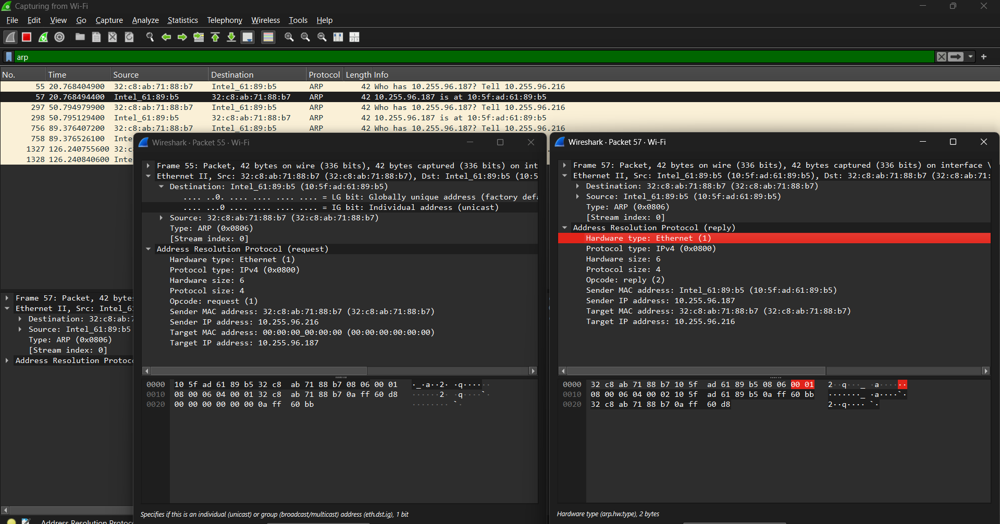 Capturing from Wi-Fi
File Edit View Go Capture Analyze Statistics Telephony Wireless Tools Help
arp
No. Time Source Destination Protocol Length Info
55 20.768404900 32:c8:ab:71:88:b7 Intel_61:89:b5 ARP 42 Who has 10.255.96.187? Tell 10.255.96.216
57 20.768494400 Intel_61:89:b5 32:c8:ab:71:88:b7 ARP 42 10.255.96.187 is at 10:5f:ad:61:89:b5
297 50.794979900 32:c8:ab:71:88:b7 Intel_61:89:b5 ARP 42 Who has 10.255.96.187? Tell 10.255.96.216
298 50.795129400 Intel_61:89:b5 32:c8:ab:71:88:b7 ARP 42 10.255.96.187 is at 10:5f:ad:61:89:b5
756 89.376407200 32:c8:ab:71:88:b7 Intel_61:89:b5 ARP 42 Who has 10.255.96.187? Tell 10.255.96.216
758 89.376526100 Inte
1327 126.240755600 32:c
1328 126.240840600 Inte
Frame 57: Packet, 42 byte
Ethernet II, Src: Intel_6
Destination: 32:c8:ab:7
Source: Intel_61:89:b5
Type: ARP (0x0806)
[Stream index: 0]
Address Resolution Protoc
Address Resolution Protoc
Wireshark · Packet 55 · Wi-Fi
Frame 55: Packet, 42 bytes on wire (336 bits), 42 bytes captured (336 bits) on int
Ethernet II, Src: 32:c8:ab:71:88:b7 (32:c8:ab:71:88:b7), Dst: Intel_61:89:b5 (10:5
Destination: Intel_61:89:b5 (10:5f:ad:61:89:b5)
.... ..0. .... .... .... .... = LG bit: Globally unique address (factory defa
.... ...0 .... .... .... .... = IG bit: Individual address (unicast)
Source: 32:c8:ab:71:88:b7 (32:c8:ab:71:88:b7)
Type: ARP (0x0806)
[Stream index: 0]
Address Resolution Protocol (request)
Hardware type: Ethernet (1)
Protocol type: IPv4 (0x0800)
Hardware size: 6
Protocol size: 4
Opcode: request (1)
Sender MAC address: 32:c8:ab:71:88:b7 (32:c8:ab:71:88:b7)
Sender IP address: 10.255.96.216
Target MAC address: 00:00:00_00:00:00 (00:00:00:00:00:00)
Target IP address: 10.255.96.187
0000 10 5f ad 61 89 b5 32 c8 ab 71 88 b7 08 06 00 01 ·_·a··2· ·q······
0010 08 00 06 04 00 01 32 c8 ab 71 88 b7 0a ff 60 d8 ······2· ·q····`·
0020 00 00 00 00 00 00 0a ff 60 bb ········ `·
Specifies if this is an individual (unicast) or group (broadcast/multicast) address (eth.dst.ig), 1 bit
Wireshark · Packet 57 · Wi-Fi
Frame 57: Packet, 42 bytes on wire (336 bits), 42 bytes captured (336 bits) on interface \
Ethernet II, Src: Intel_61:89:b5 (10:5f:ad:61:89:b5), Dst: 32:c8:ab:71:88:b7 (32:c8:ab:71:
Destination: 32:c8:ab:71:88:b7 (32:c8:ab:71:88:b7)
Source: Intel_61:89:b5 (10:5f:ad:61:89:b5)
Type: ARP (0x0806)
[Stream index: 0]
Address Resolution Protocol (reply)
Hardware type: Ethernet (1)
Protocol type: IPv4 (0x0800)
Hardware size: 6
Protocol size: 4
Opcode: reply (2)
Sender MAC address: Intel_61:89:b5 (10:5f:ad:61:89:b5)
Sender IP address: 10.255.96.187
Target MAC address: 32:c8:ab:71:88:b7 (32:c8:ab:71:88:b7)
Target IP address: 10.255.96.216
0000 32 c8 ab 71 88 b7 10 5f ad 61 89 b5 08 06 00 01 2··q···_ ·a······
0010 08 00 06 04 00 02 10 5f ad 61 89 b5 0a ff 60 bb ·······_ ·a····`·
0020 32 c8 ab 71 88 b7 0a ff 60 d8 2··q···· `·
Hardware type (arp.hw.type), 2 bytes